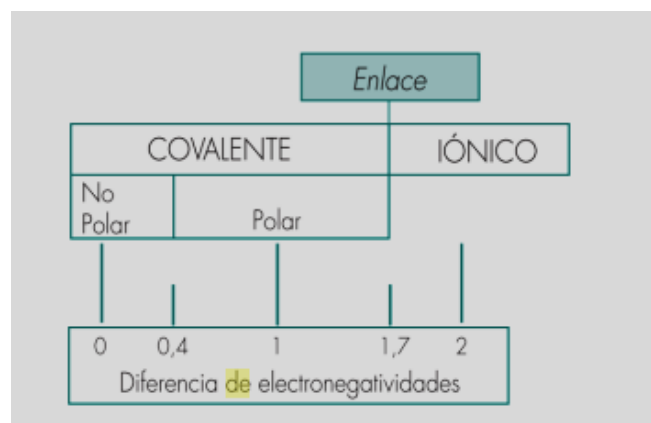 Enlace
COVALENTE IÓNICO
No
Polar
Polar
0 0,4 1 1,7 2
Diferencia de electronegatividades